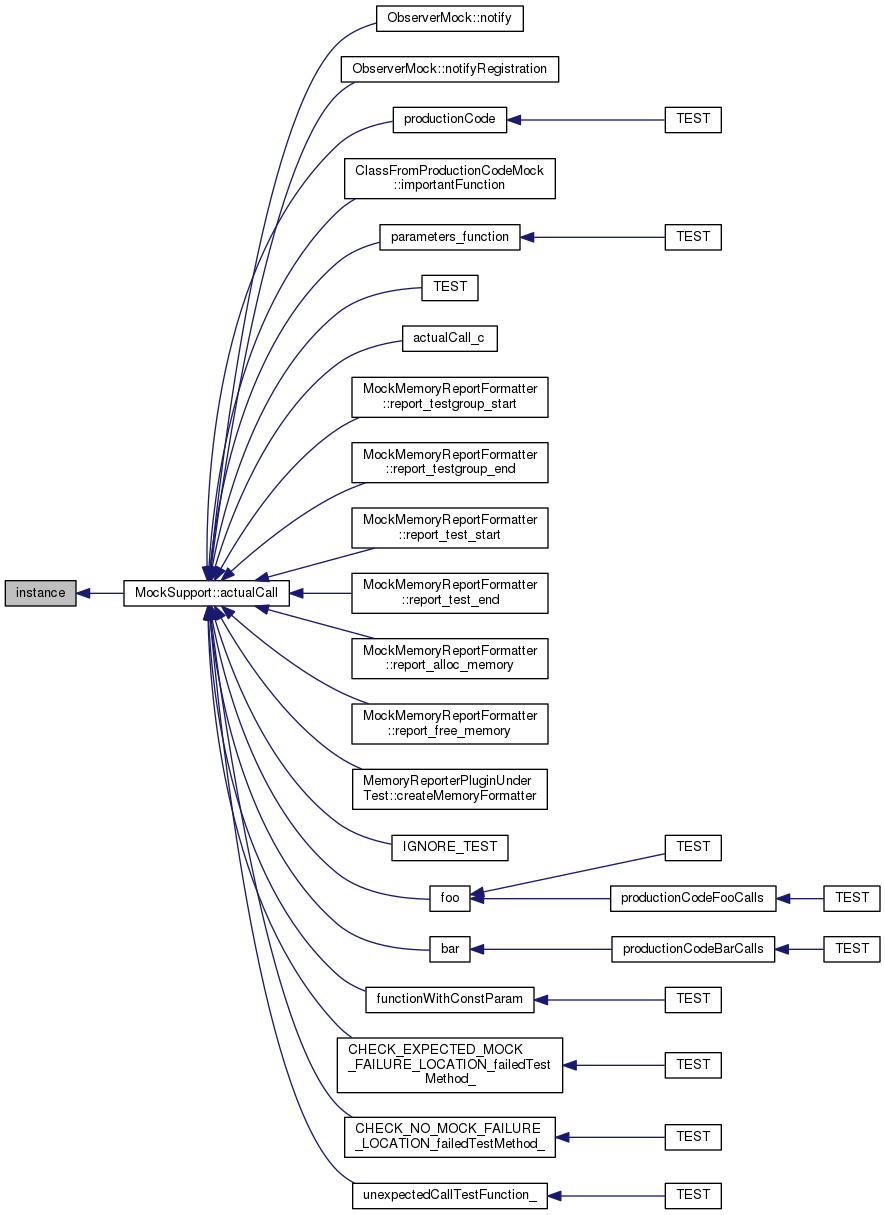 ObserverMock::notify
ObserverMock::notifyRegistration
productionCode
TEST
ClassFromProductionCodeMock
::importantFunction
parameters_function
TEST
TEST
actualCall_c
MockMemoryReportFormatter
::report_testgroup_start
MockMemoryReportFormatter
::report_testgroup_end
MockMemoryReportFormatter
::report_test_start
instance
MockSupport::actualCall
MockMemoryReportFormatter
::report_test_end
MockMemoryReportFormatter
::report_alloc_memory
MockMemoryReportFormatter
::report_free_memory
MemoryReporterPluginUnder
Test::createMemoryFormatter
IGNORE_TEST
TEST
foo
productionCodeFooCalls
TEST
bar
productionCodeBarCalls
TEST
functionWithConstParam
TEST
CHECK_EXPECTED_MOCK
_FAILURE_LOCATION_failedTest
Method_
TEST
CHECK_NO_MOCK_FAILURE
_LOCATION_failedTestMethod_
TEST
unexpectedCallTestFunction_
TEST